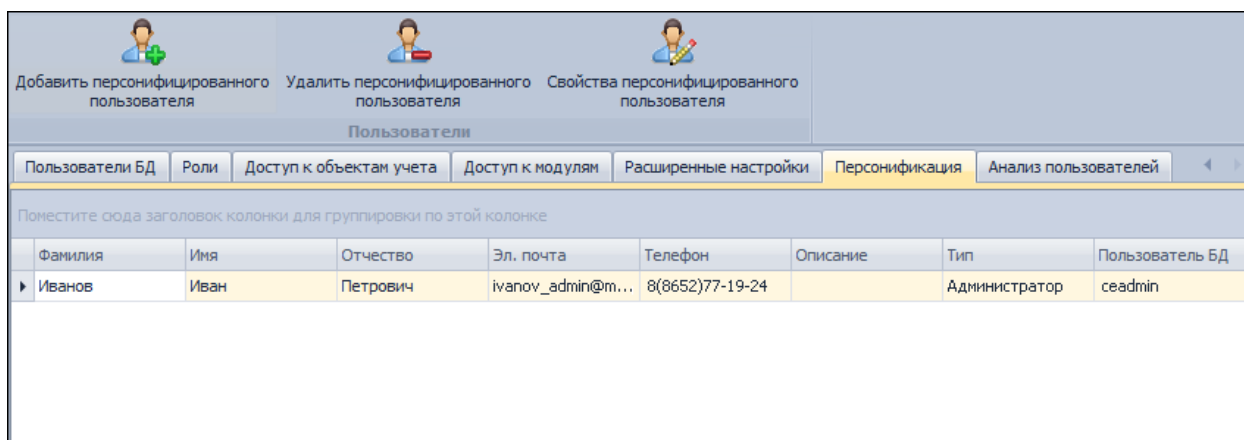 Добавить персонифицированного пользователя
Удалить персонифицированного пользователя
Свойства персонифицированного пользователя
Пользователи
Пользователи БД Роли Доступ к объектам учета Доступ к модулям Расширенные настройки Персонификация Анализ пользователей
Поместите сюда заголовок колонки для группировки по этой колонке
Фамилия Имя Отчество Эл. почта Телефон Описание Тип Пользователь БД
Иванов Иван Петрович ivanov_admin@m... 8(8652)77-19-24 Администратор ceadmin